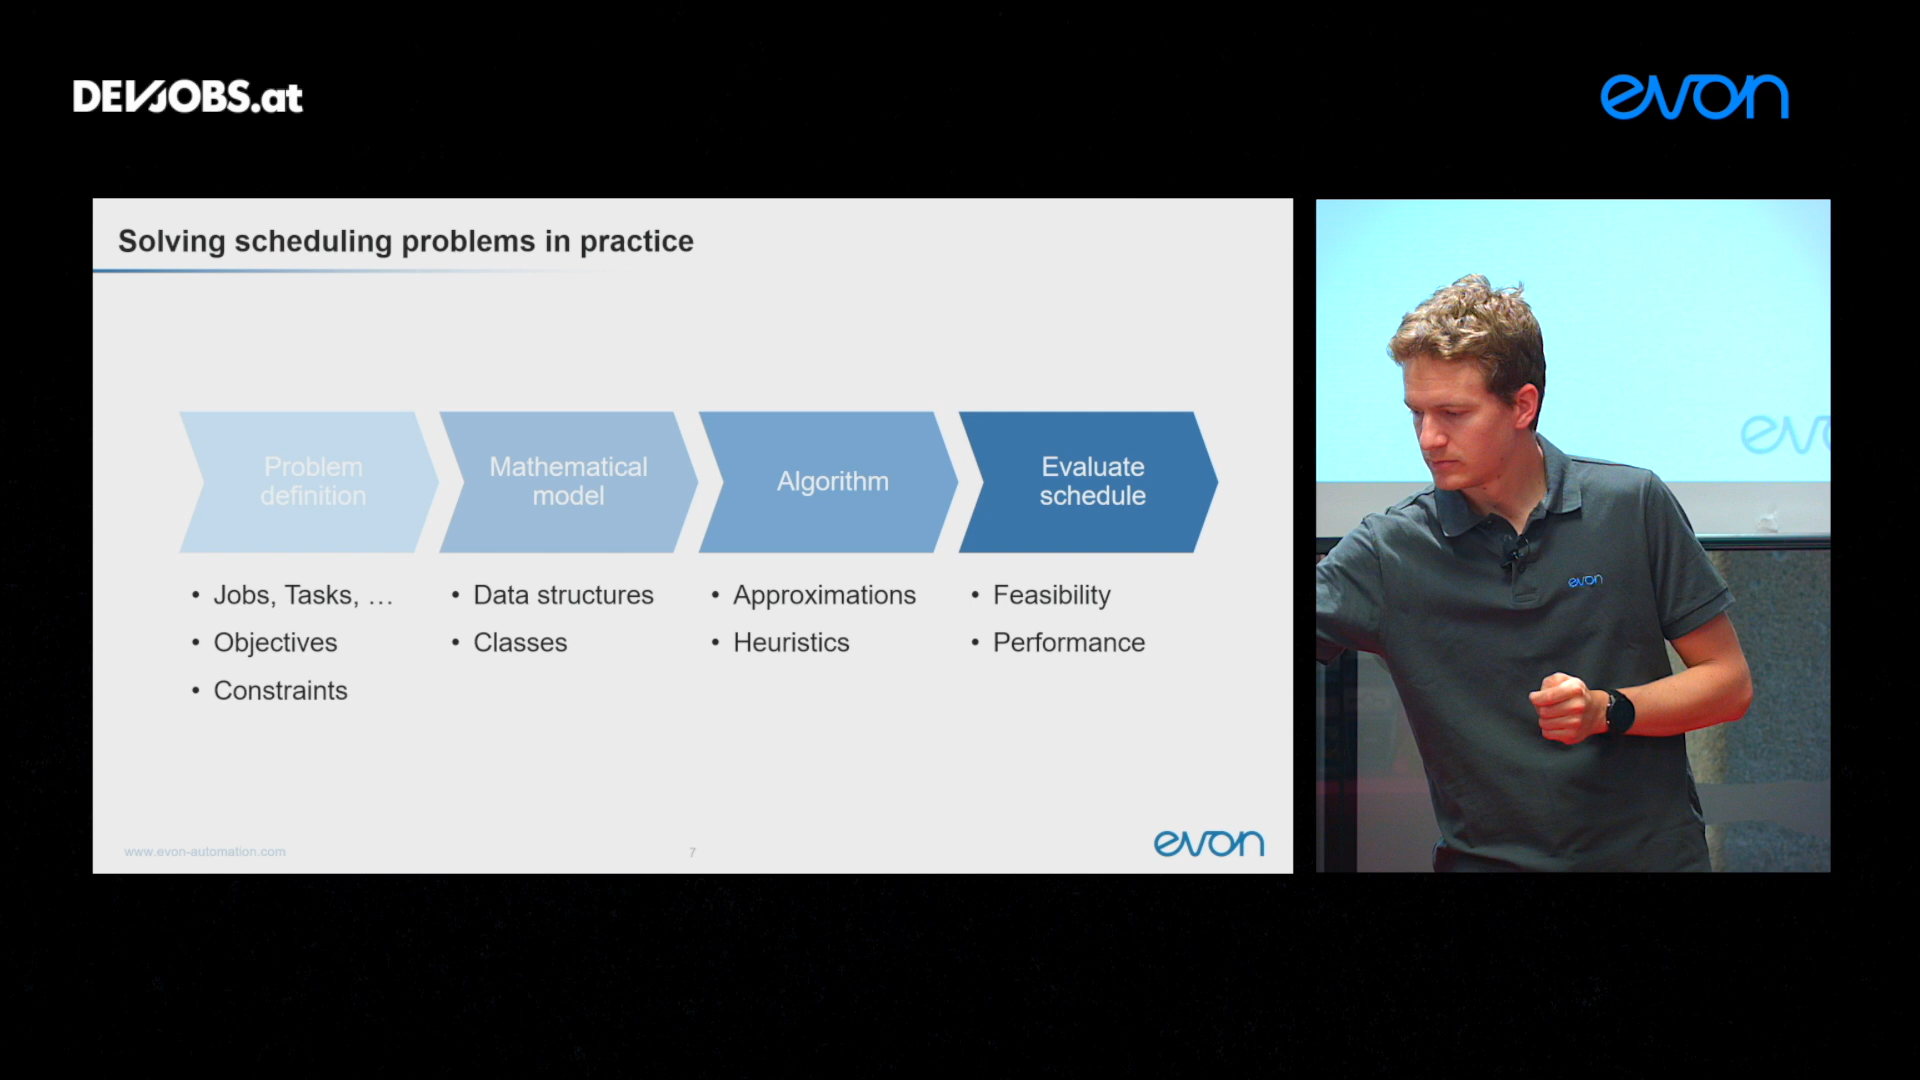 DEVJOBS.at
evon
Solving scheduling problems in practice
Problem
definition
Mathematical
model
Algorithm
Evaluate
schedule
• Jobs, Tasks, …
• Objectives
• Constraints
• Data structures
• Classes
• Approximations
• Heuristics
• Feasibility
• Performance
www.evon-automation.com
7
evon
evon